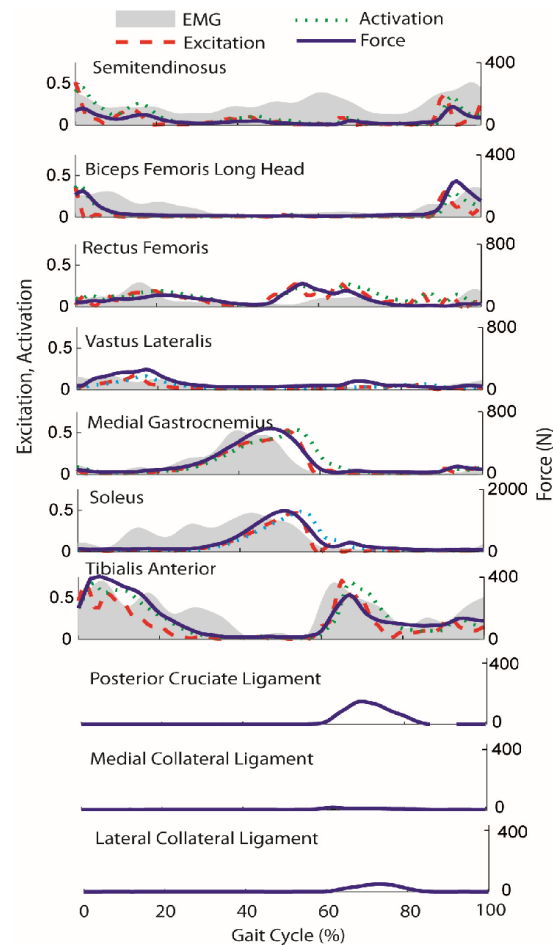 EMG
Activation
Excitation
Force
Semitendinosus
0.5
0
400
0
Biceps Femoris Long Head
0.5
0
400
0
Rectus Femoris
0.5
0
800
0
Vastus Lateralis
0.5
0
800
0
Medial Gastrocnemius
0.5
0
800
0
Soleus
0.5
0
2000
0
Tibialis Anterior
0.5
0
400
0
Excitation, Activation
Force (N)
Posterior Cruciate Ligament
400
0
Medial Collateral Ligament
400
0
Lateral Collateral Ligament
400
0
0 20 40 60 80 100
Gait Cycle (%)